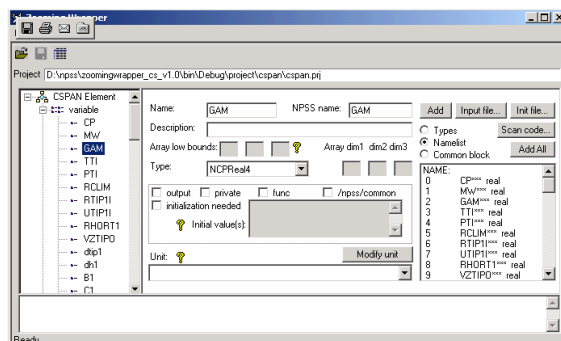 Zooming Wrapper
Project D:\npss\zoomingwrapper_cs_v1.0\bin\Debug\project\cspan\cspan.prj
CSPAN Element
variable
CP
MW
GAM
TTI
PTI
RCLIM
RTIP1I
UTIP1I
RHORT1
VZTIPO
dtip1
dh1
B1
C1
Name: GAM NPSS name: GAM
Description:
Array low bounds: ? Array dim1 dim2 dim3
Type: NCPReal4
output private func /npss/common
initialization needed
? Initial value(s):
Unit: ? Modify unit
Add Input file... Init file...
Types Scan code...
Namelist
Common block Add All
NAME:
0 CP*** real
1 MW*** real
2 GAM*** real
3 TTI*** real
4 PTI*** real
5 RCLIM*** real
6 RTIP1I*** real
7 UTIP1I*** real
8 RHORT1*** real
9 VZTIPO*** real
Ready